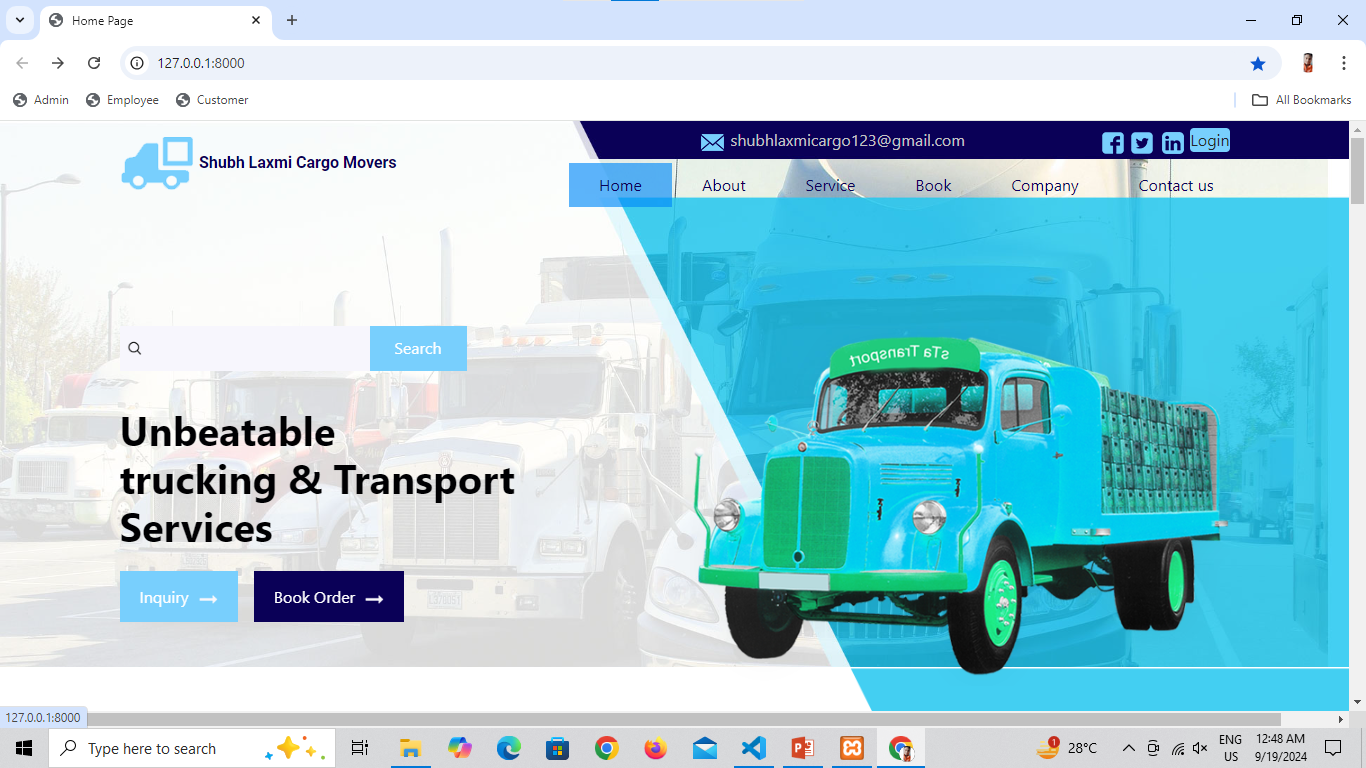 Home Page
127.0.0.1:8000
Admin Employee Customer All Bookmarks
shubhlaxmicargo123@gmail.com Login
Shubh Laxmi Cargo Movers
Home About Service Book Company Contact us
Search
sTa Transport
Unbeatable
trucking & Transport
Services
Inquiry Book Order
127.0.0.1:8000
Type here to search
1
28°C
ENG
US
12:48 AM
9/19/2024